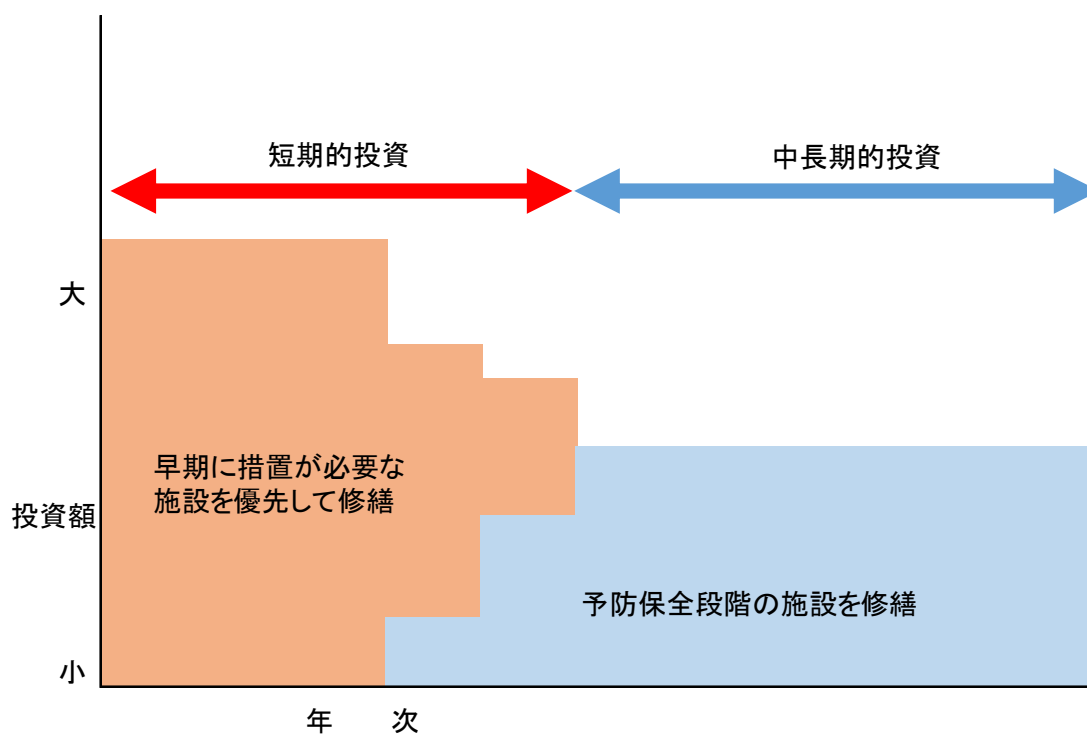 短期的投資
中長期的投資
大
早期に措置が必要な
施設を優先して修繕
投資額
予防保全段階の施設を修繕
小
年　次